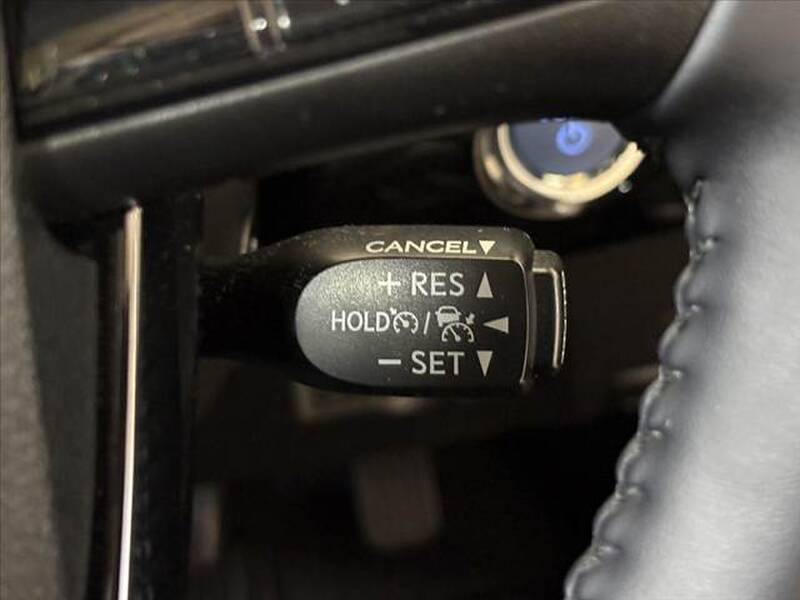 CANCEL▼
+ RES ▲
HOLD / ◀
− SET ▼